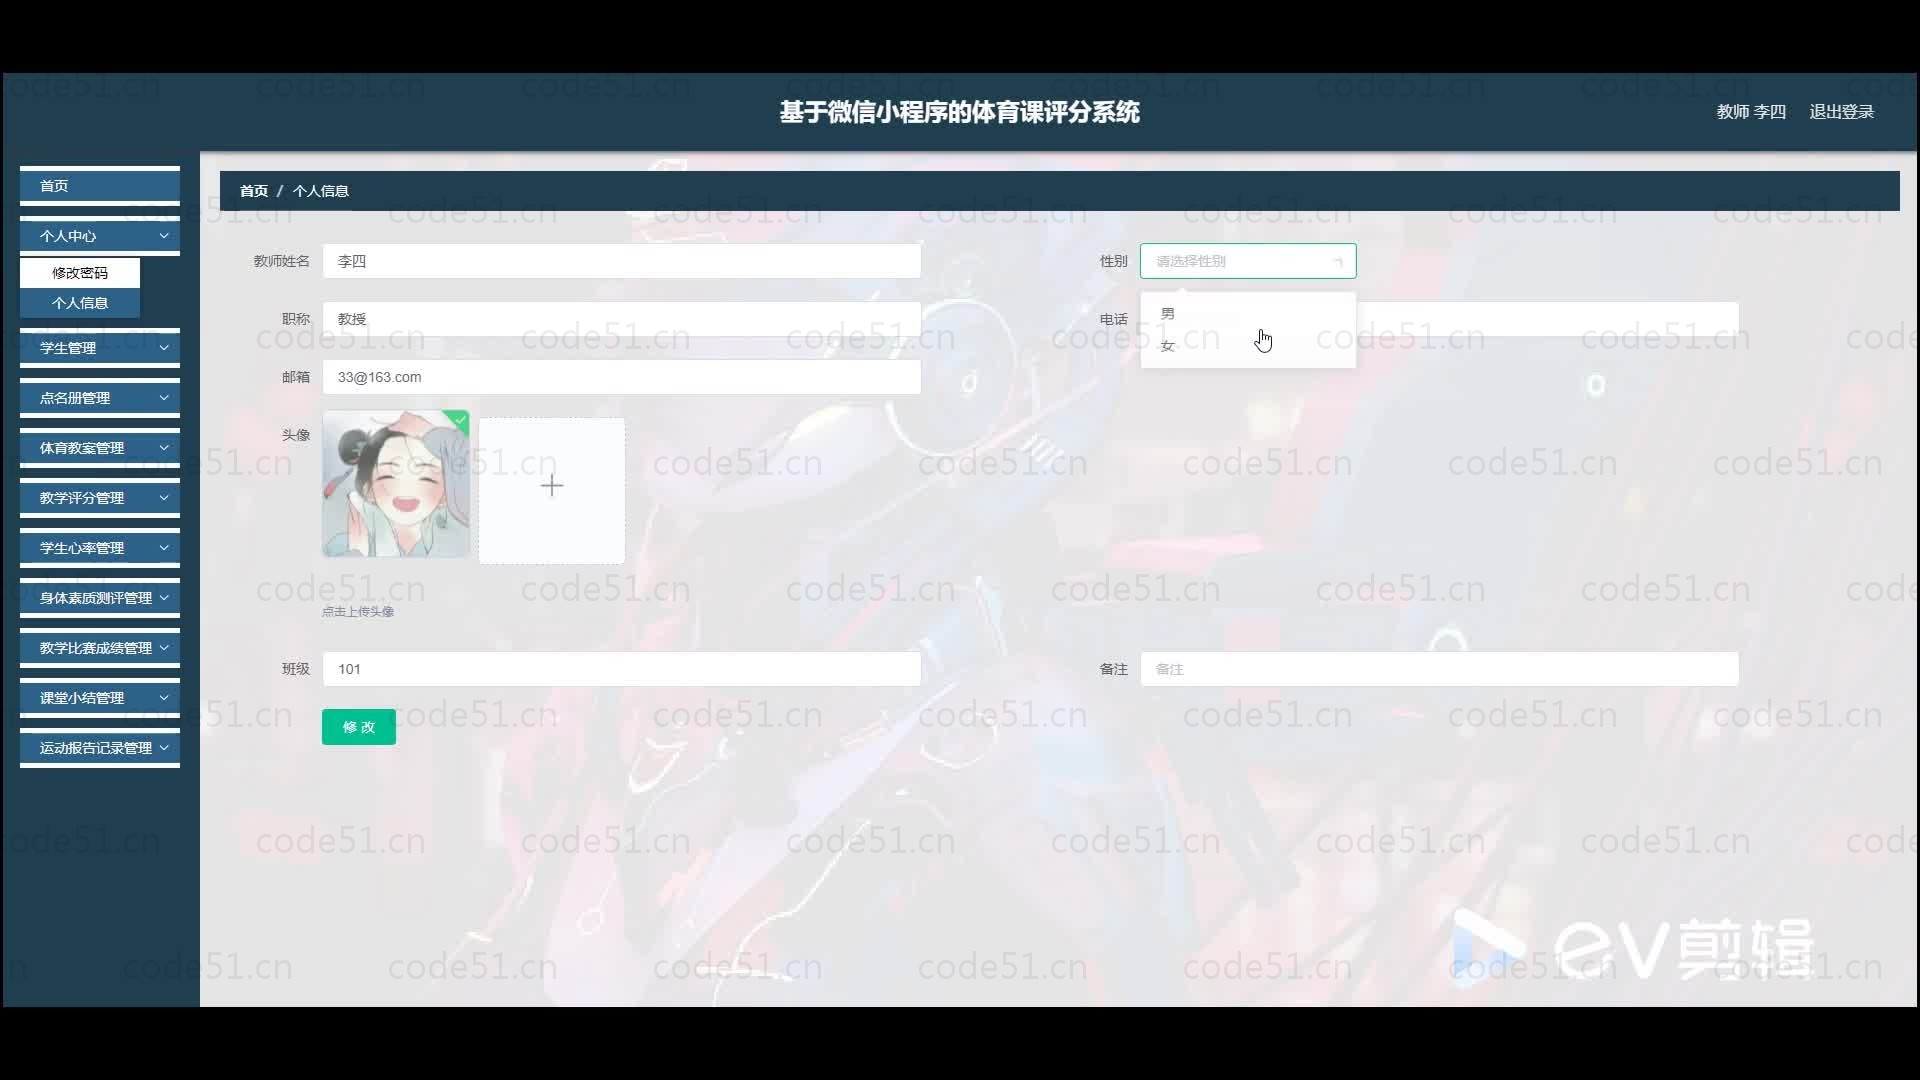 基于微信小程序的体育课评分系统
教师 李四
退出登录
首页
个人中心
修改密码
个人信息
学生管理
点名册管理
体育教案管理
教学评分管理
学生心率管理
身体素质测评管理
教学比赛成绩管理
课堂小结管理
运动报告记录管理
首页 / 个人信息
教师姓名 李四
性别 请选择性别
男
女
职称 教授
电话
邮箱 33@163.com
头像
点击上传头像
班级 101
备注 备注
修 改
code51.cn
ev剪辑